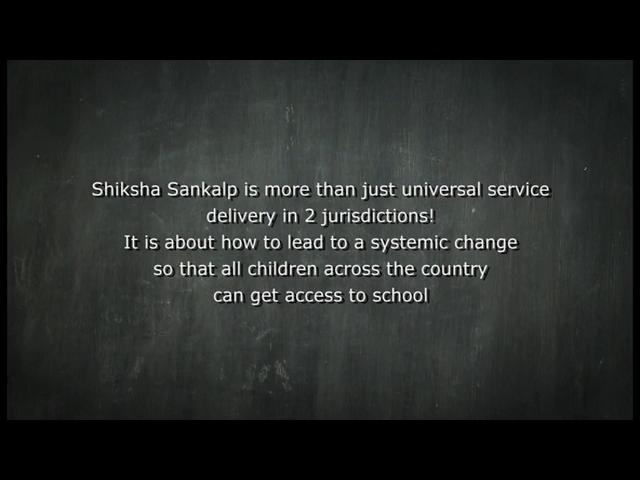 Shiksha Sankalp is more than just universal service
delivery in 2 jurisdictions!
It is about how to lead to a systemic change
so that all children across the country
can get access to school